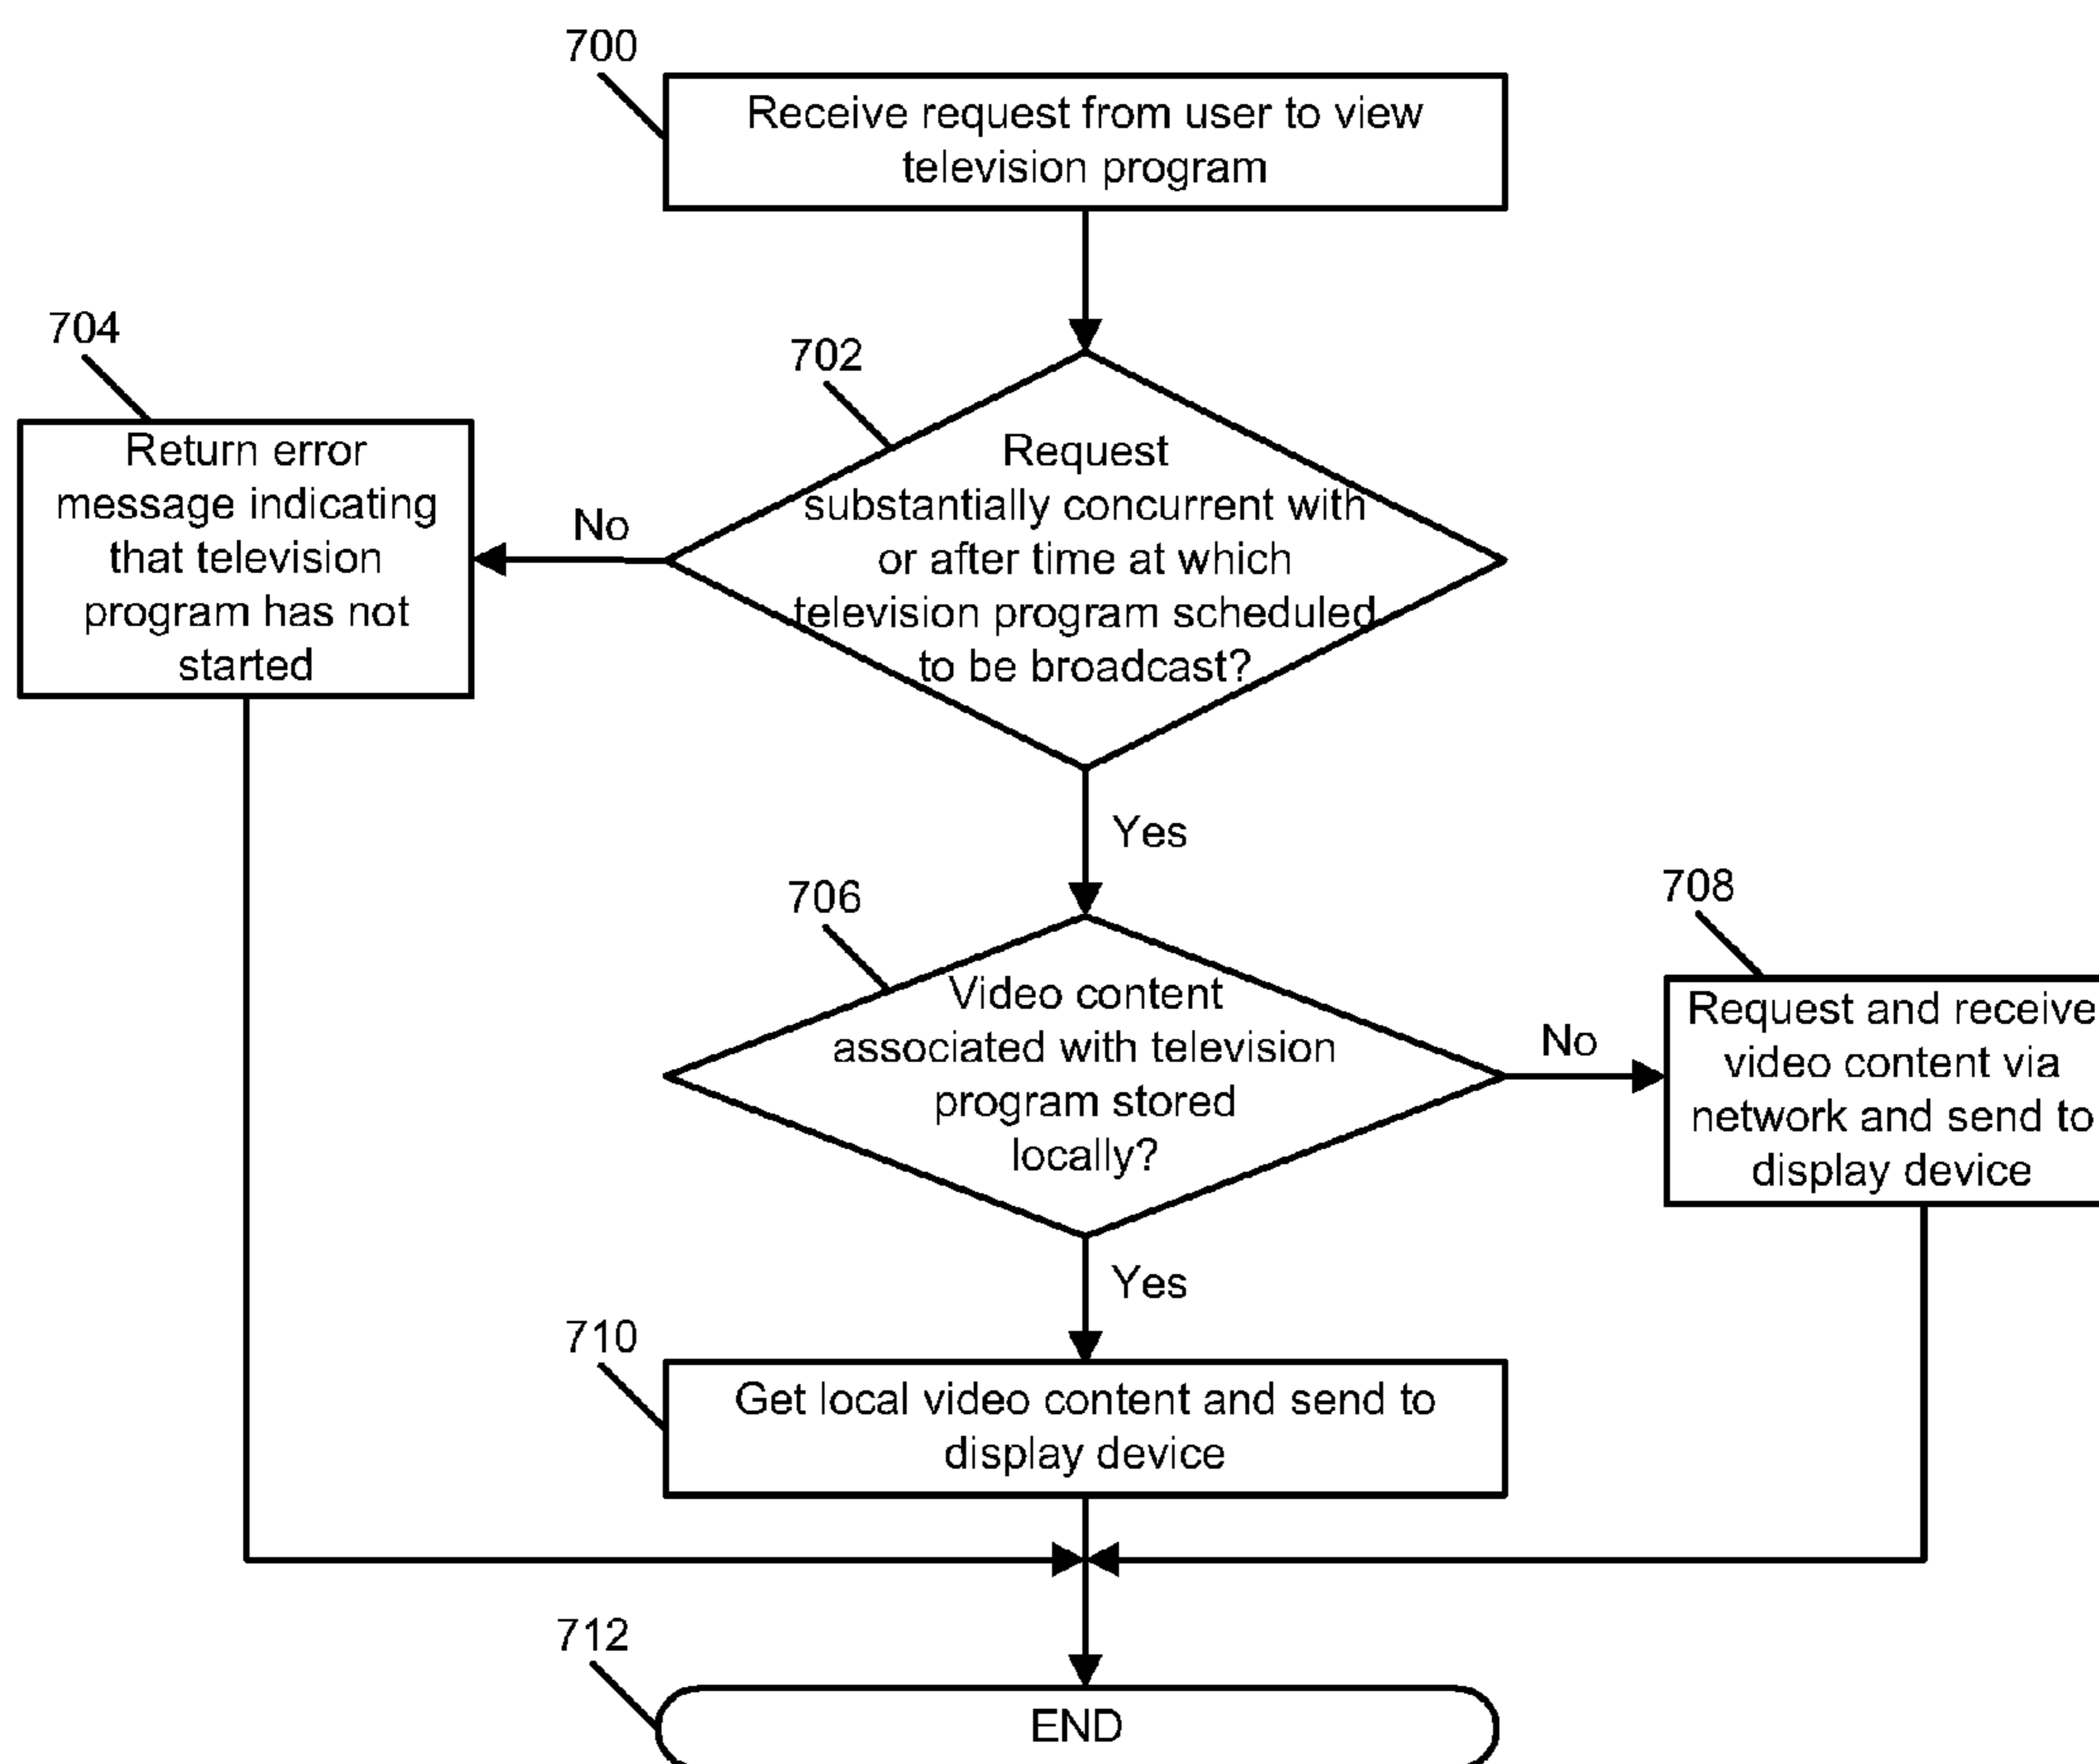 700
Receive request from user to view
television program
704
702
Return error
message indicating
that television
program has not
started
No
Request
substantially concurrent with
or after time at which
television program scheduled
to be broadcast?
Yes
706
708
Video content
associated with television
program stored
locally?
No
Request and receive
video content via
network and send to
display device
Yes
710
Get local video content and send to
display device
712
END